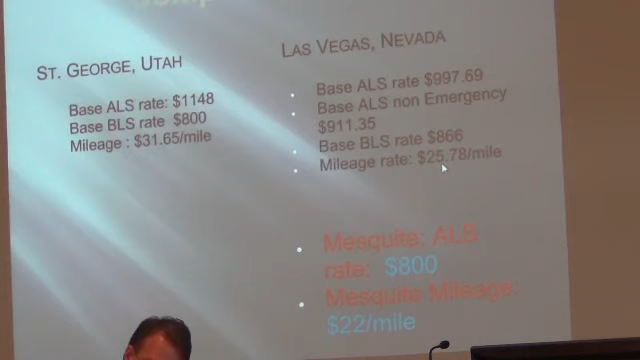 ST. GEORGE, UTAH
Base ALS rate: $1148
Base BLS rate $800
Mileage : $31.65/mile
LAS VEGAS, NEVADA
Base ALS rate $997.69
Base ALS non Emergency
$911.35
Base BLS rate $866
Mileage rate: $25.78/mile
Mesquite: ALS
rate: $800
Mesquite Mileage:
$22/mile